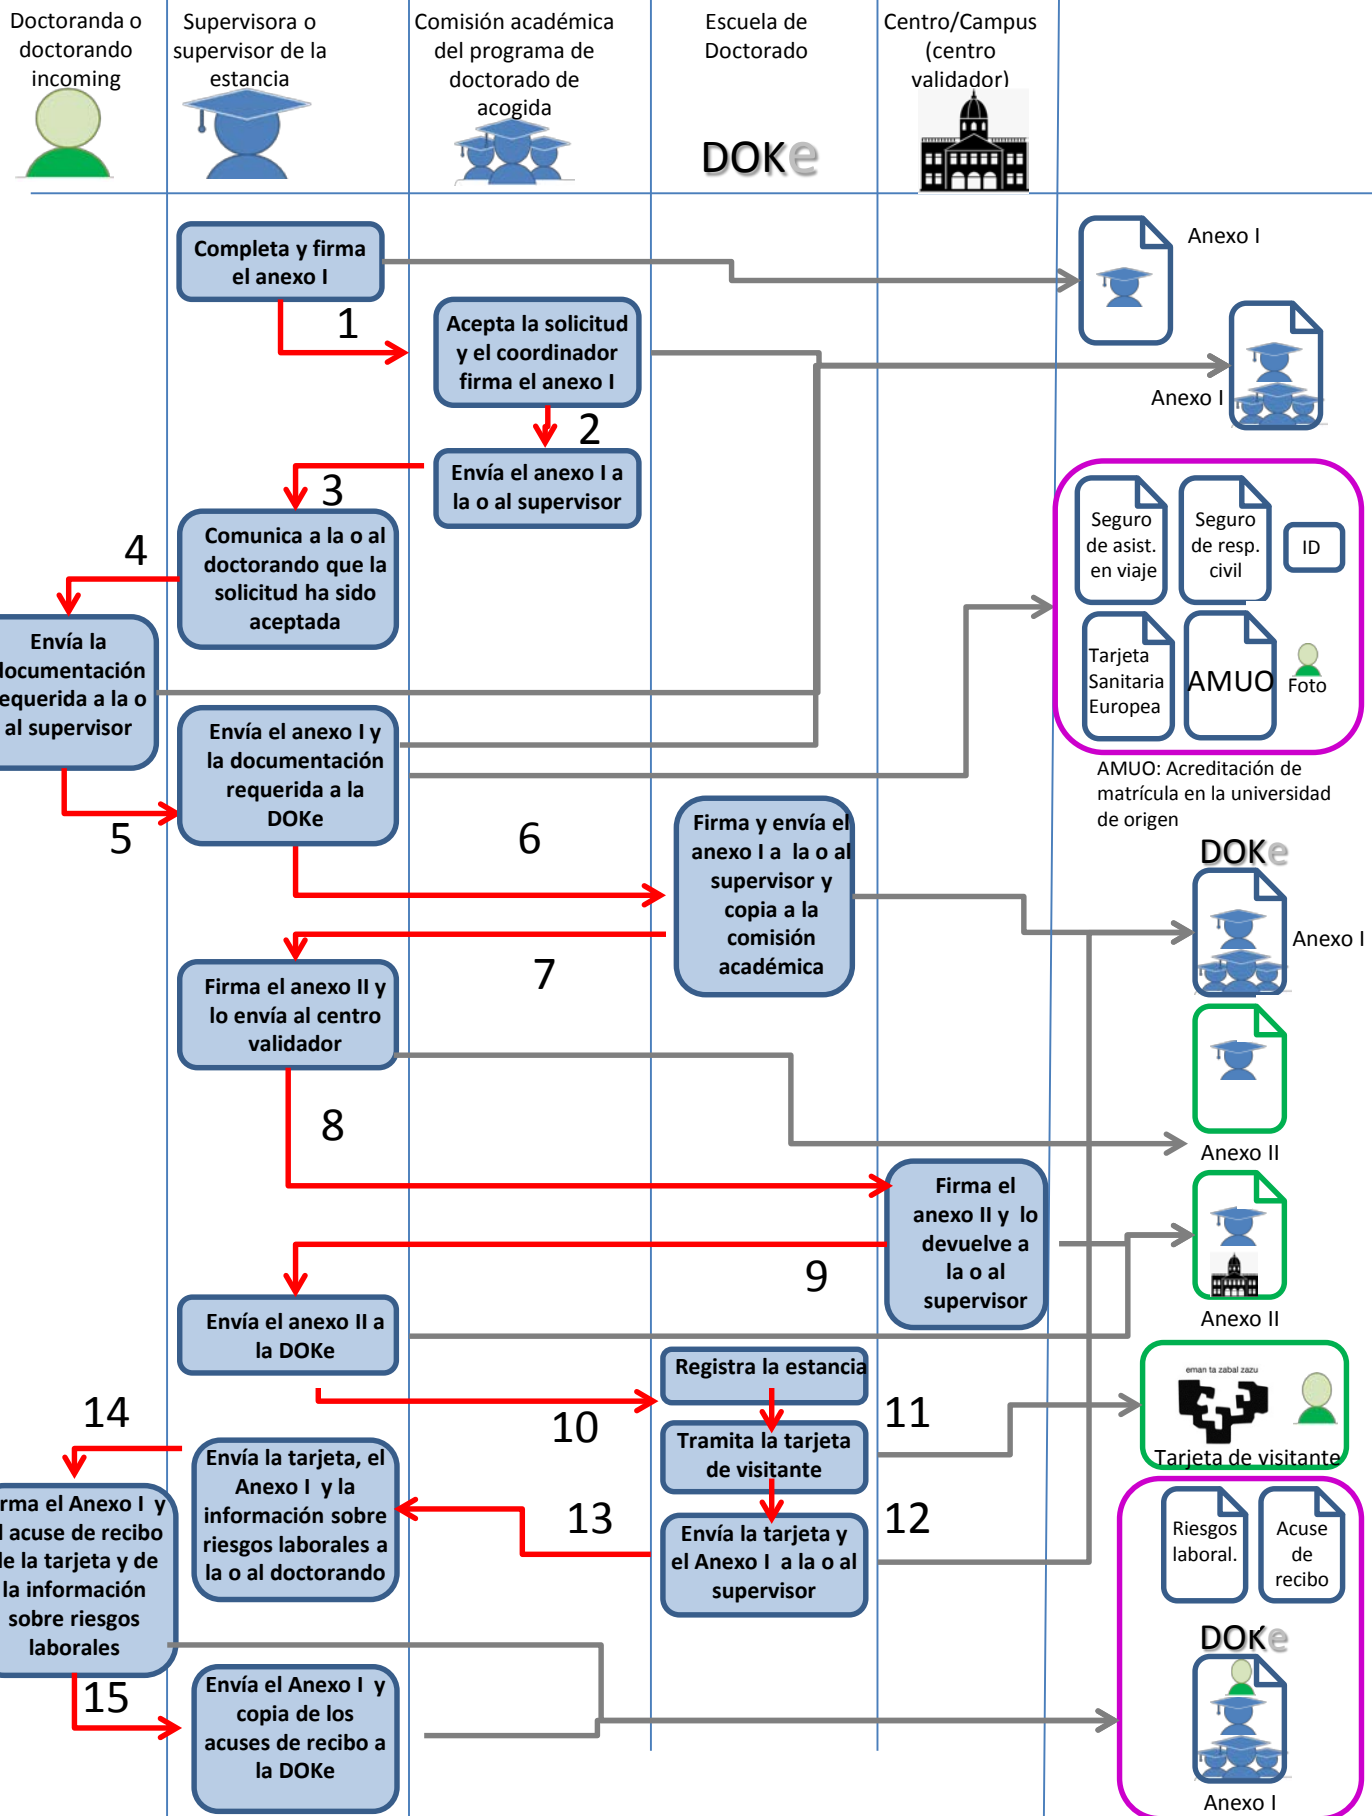 Doctoranda o
doctorando
incoming
Supervisora o
supervisor de la
estancia
Comisión académica
del programa de
doctorado de
acogida
Escuela de
Doctorado
DOKe
Centro/Campus
(centro
validador)
Completa y firma
el anexo I
Anexo I
1
Acepta la solicitud
y el coordinador
firma el anexo I
Anexo I
2
Envía el anexo I a
la o al supervisor
3
Comunica a la o al
doctorando que la
solicitud ha sido
aceptada
4
Seguro
de asist.
en viaje
Seguro
de resp.
civil
ID
Tarjeta
Sanitaria
Europea
AMUO
Foto
AMUO: Acreditación de
matrícula en la universidad
de origen
Envía la
documentación
requerida a la o
al supervisor
5
Envía el anexo I y
la documentación
requerida a la
DOKe
6
Firma y envía el
anexo I a la o al
supervisor y
copia a la
comisión
académica
DOKe
Anexo I
7
Firma el anexo II y
lo envía al centro
validador
8
Anexo II
Firma el
anexo II y lo
devuelve a
la o al
supervisor
9
Anexo II
Envía el anexo II a
la DOKe
10
Registra la estancia
11
Tramita la tarjeta
de visitante
12
eman ta zabal zazu
Tarjeta de visitante
Envía la tarjeta y
el Anexo I a la o al
supervisor
13
Envía la tarjeta, el
Anexo I y la
información sobre
riesgos laborales a
la o al doctorando
14
irma el Anexo I y
l acuse de recibo
de la tarjeta y de
la información
sobre riesgos
laborales
15
Envía el Anexo I y
copia de los
acuses de recibo a
la DOKe
Riesgos
laboral.
Acuse
de
recibo
DOKe
Anexo I